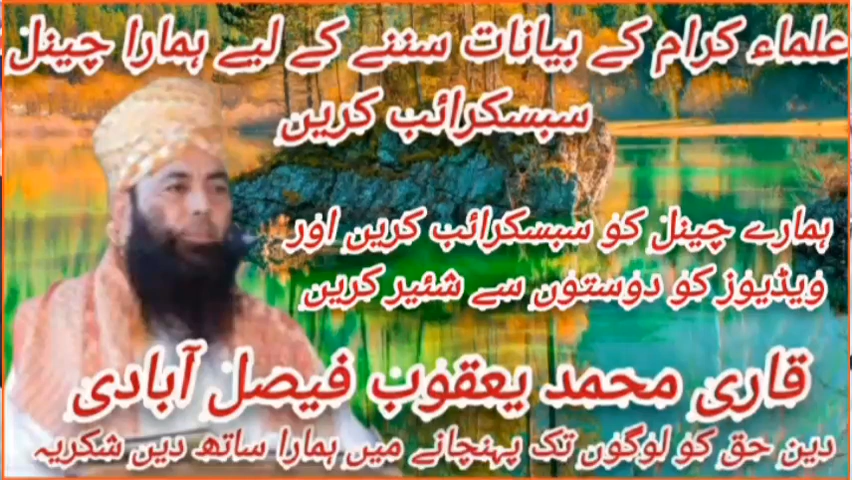 علماء کرام کے بیانات سننے کے لیے ہمارا چینل
سبسکرائب کریں
ہمارے چینل کو سبسکرائب کریں اور
ویڈیوز کو دوستوں سے شئیر کریں
قاری محمد یعقوب فیصل آبادی
دین حق کو لوگوں تک پہنچانے میں ہمارا ساتھ دیں شکریہ